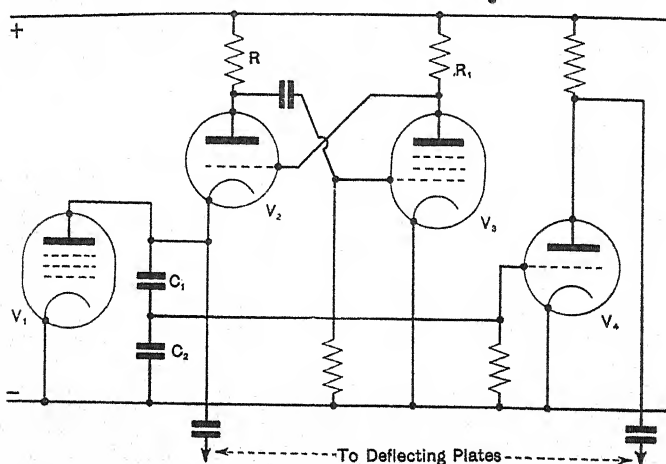 +
R
R₁
V₂
V₃
V₁
C₁
V₄
C₂
−
To Deflecting Plates